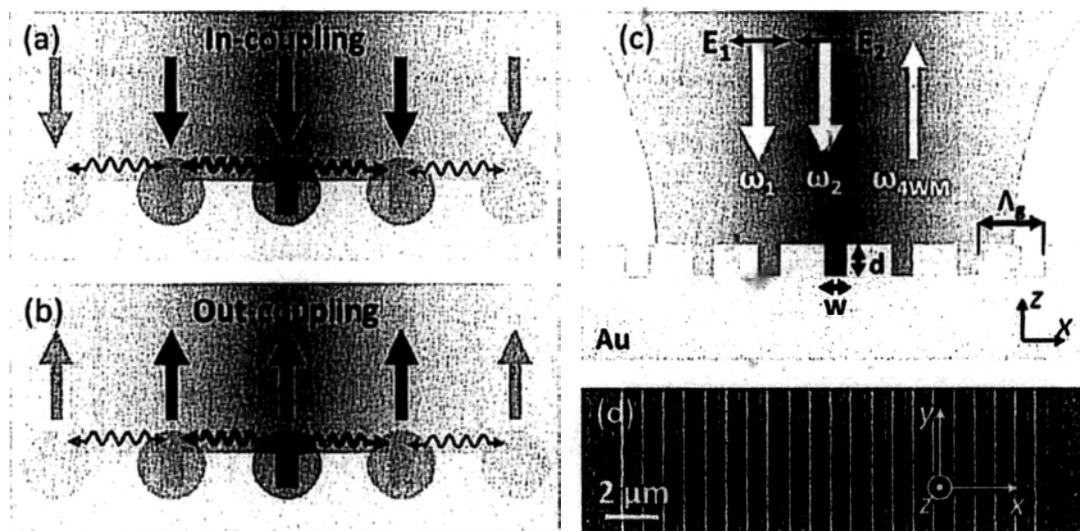 (a)
In-coupling
(b)
Out-coupling
(c)
E₁
E₂
ω₁
ω₂
ω₄WM
Λg
d
w
Au
z
x
(d)
y
z
x
2 μm